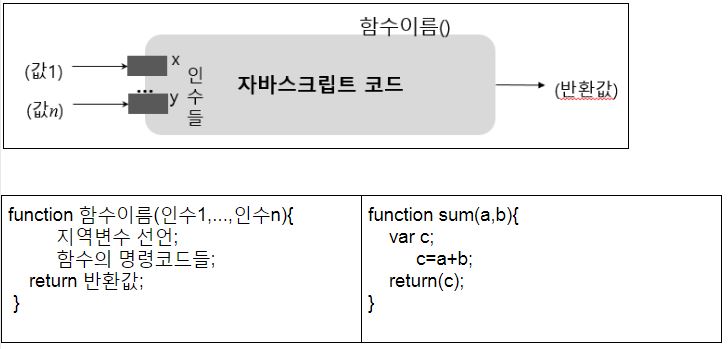 함수이름()
(값1)
x
인
수
들
자바스크립트 코드
(반환값)
...
(값n)
y
function 함수이름(인수1,...,인수n){
지역변수 선언;
함수의 명령코드들;
return 반환값;
}
function sum(a,b){
var c;
c=a+b;
return(c);
}